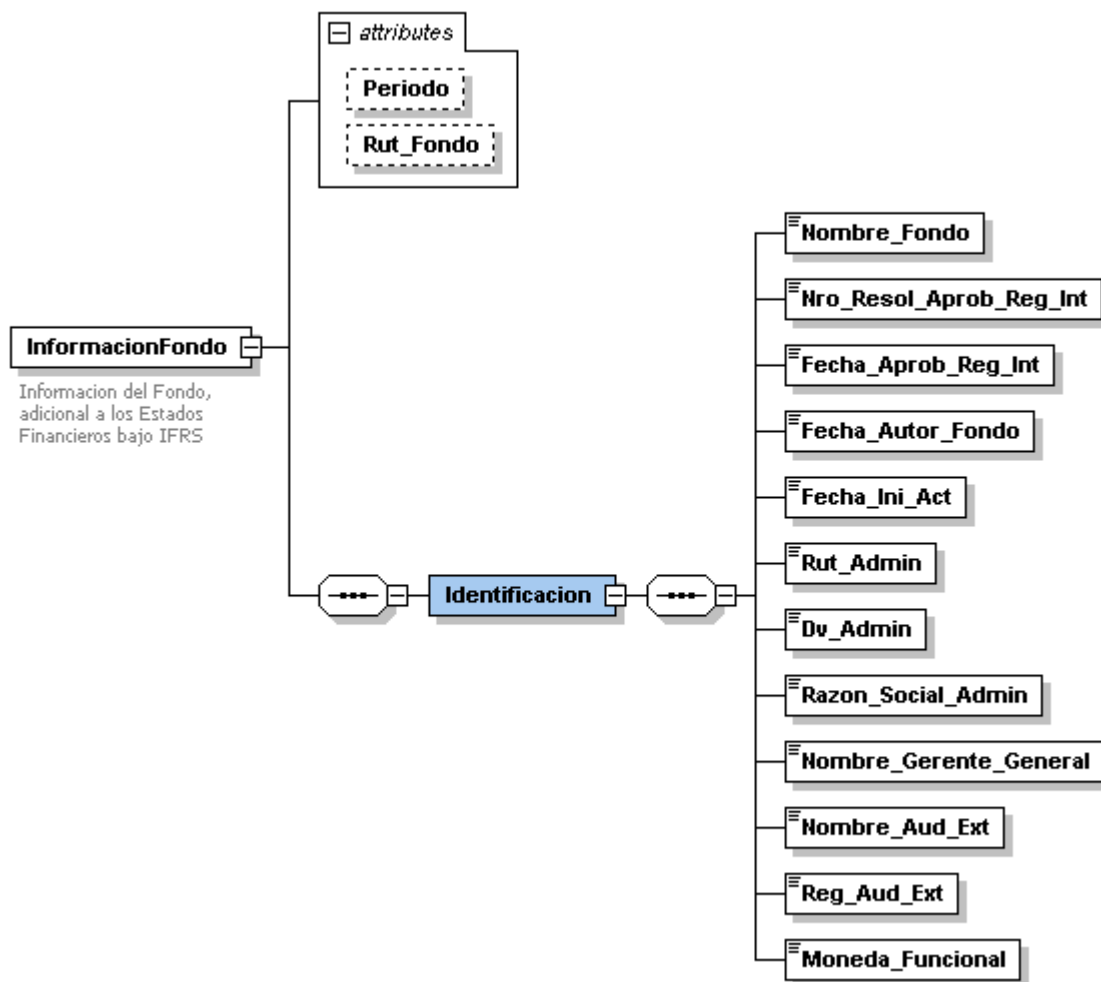 attributes
Periodo
Rut_Fondo
InformacionFondo
Informacion del Fondo,
adicional a los Estados
Financieros bajo IFRS
Identificacion
Nombre_Fondo
Nro_Resol_Aprob_Reg_Int
Fecha_Aprob_Reg_Int
Fecha_Autor_Fondo
Fecha_Ini_Act
Rut_Admin
Dv_Admin
Razon_Social_Admin
Nombre_Gerente_General
Nombre_Aud_Ext
Reg_Aud_Ext
Moneda_Funcional